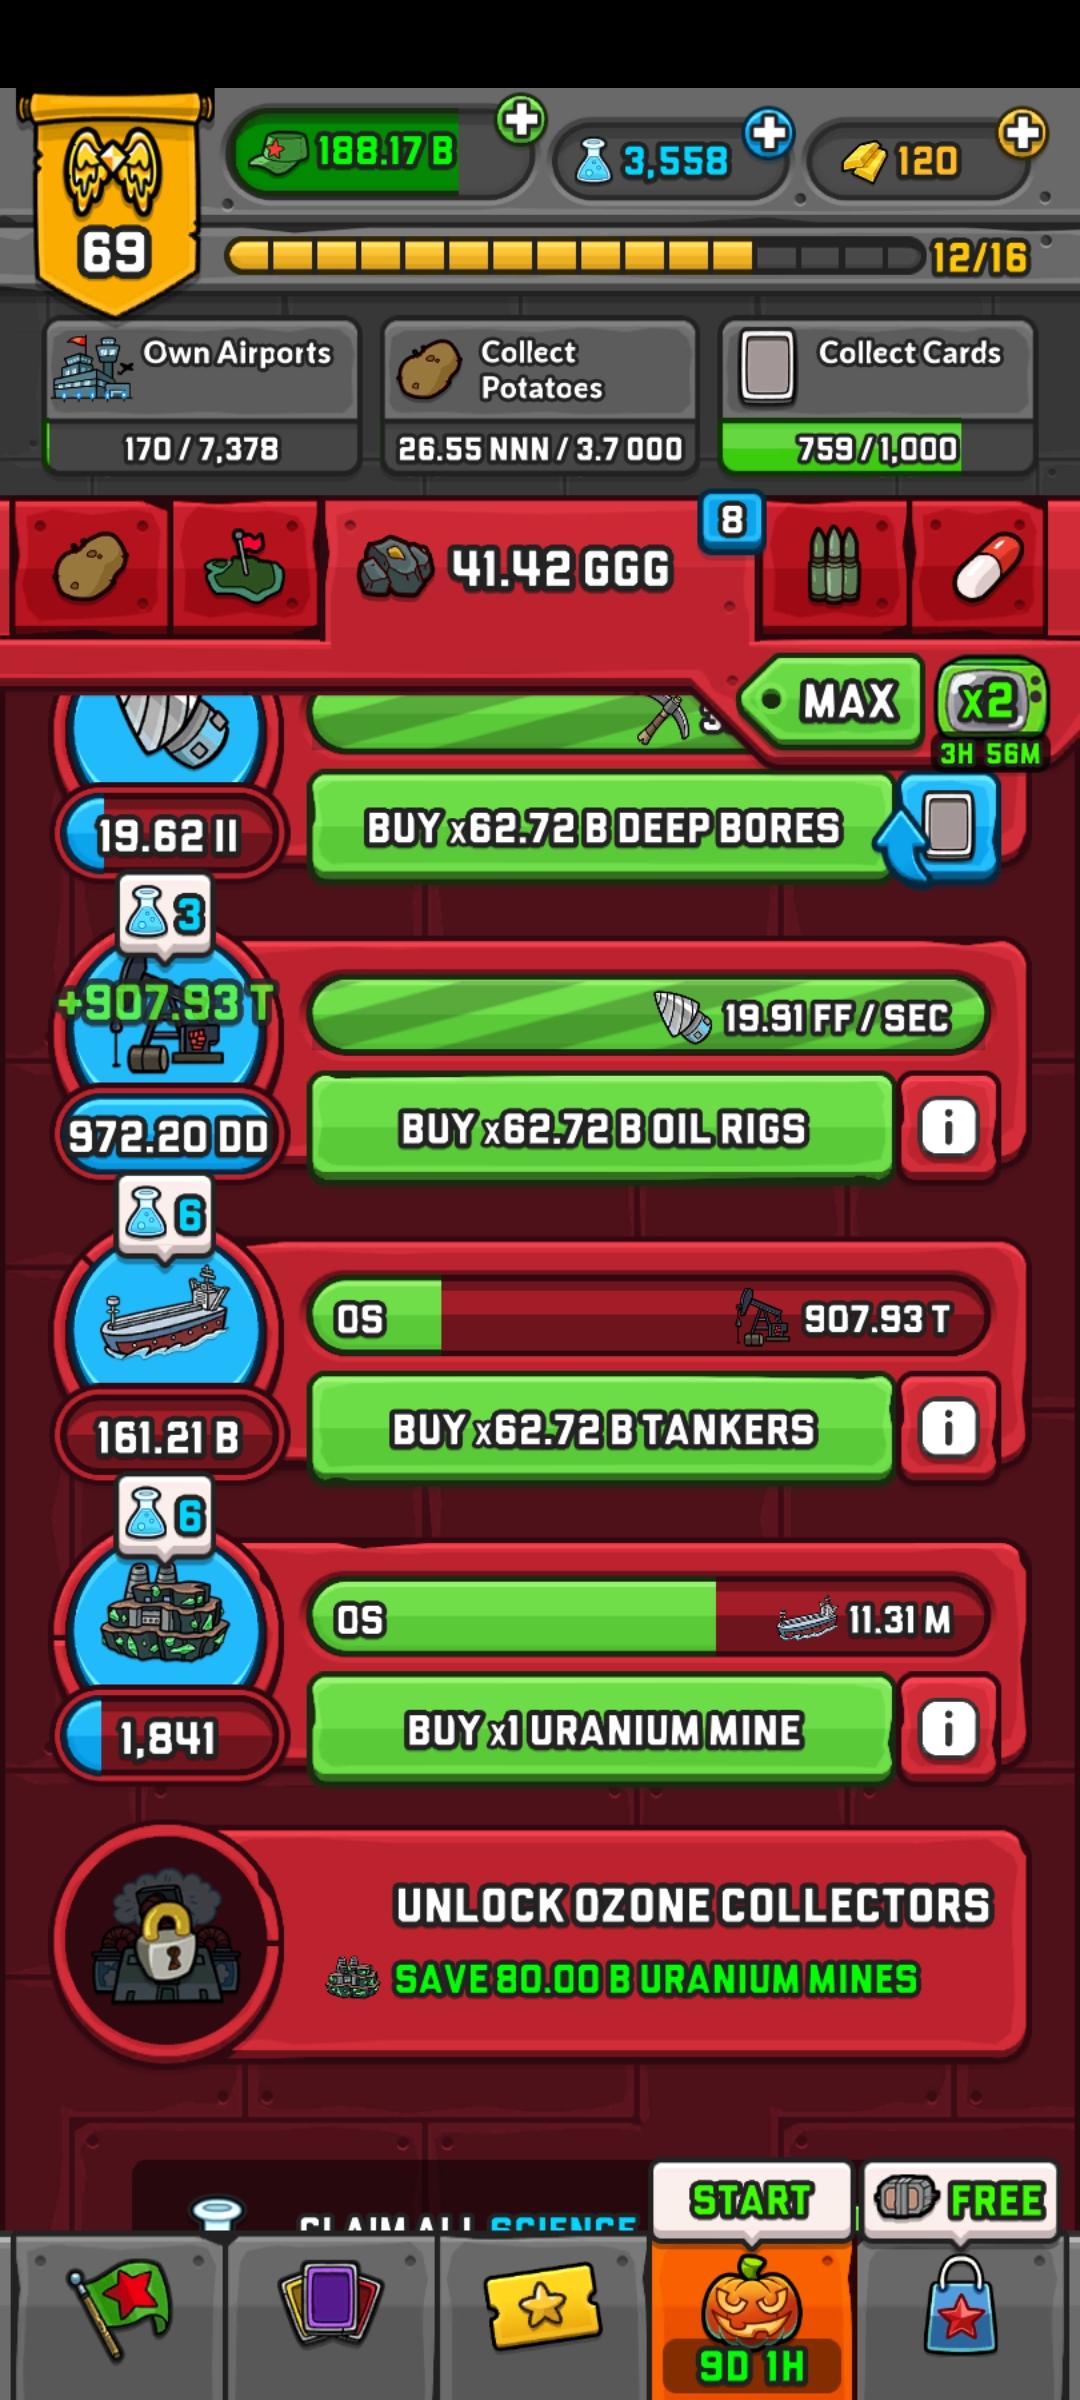 188.17 B
3,558
120
69
12/16
Own Airports
170 / 7,378
Collect
Potatoes
26.55 NNN / 3.7 OOO
Collect Cards
759 / 1,000
41.42 GGG
8
MAX
x2
3H 56M
19.62 II
BUY x62.72 B DEEP BORES
3
+907.93 T
19.91 FF / SEC
972.20 DD
BUY x62.72 B OIL RIGS
i
6
0S
907.93 T
161.21 B
BUY x62.72 B TANKERS
i
6
0S
11.31 M
1,841
BUY x1 URANIUM MINE
i
UNLOCK OZONE COLLECTORS
SAVE 80.00 B URANIUM MINES
CLAIM ALL SCIENCE
START
FREE
9D 1H